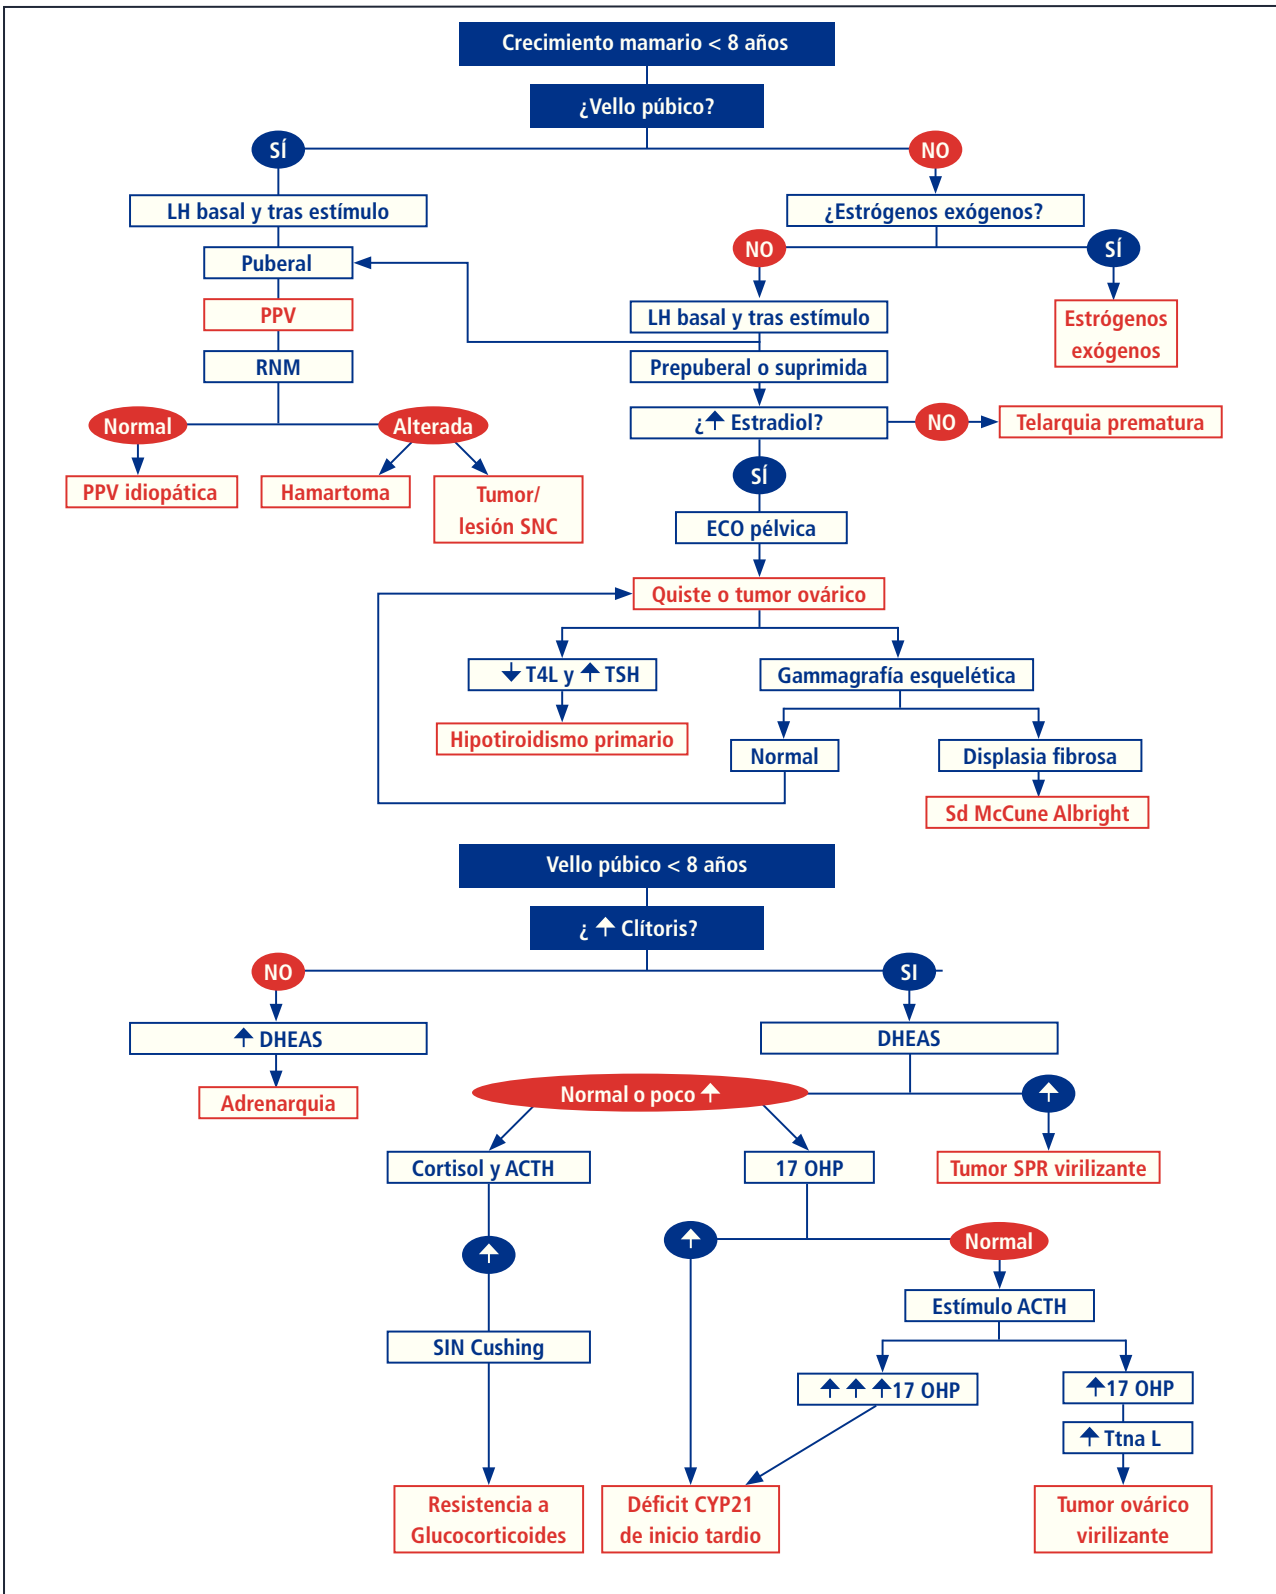 Crecimiento mamario < 8 años
¿Vello púbico?
SÍ
NO
LH basal y tras estímulo
¿Estrógenos exógenos?
NO
SÍ
Puberal
PPV
LH basal y tras estímulo
Estrógenos
exógenos
RNM
Prepuberal o suprimida
Normal
Alterada
¿↑ Estradiol?
NO
Telarquia prematura
SÍ
PPV idiopática
Hamartoma
Tumor/
lesión SNC
ECO pélvica
Quiste o tumor ovárico
↓ T4L y ↑ TSH
Gammagrafía esquelética
Hipotiroidismo primario
Normal
Displasia fibrosa
Sd McCune Albright
Vello púbico < 8 años
¿ ↑ Clítoris?
NO
SI
↑ DHEAS
DHEAS
Adrenarquia
Normal o poco ↑
↑
Cortisol y ACTH
17 OHP
Tumor SPR virilizante
↑
↑
Normal
Estímulo ACTH
SIN Cushing
↑ ↑ ↑17 OHP
↑17 OHP
↑ Ttna L
Resistencia a
Glucocorticoides
Déficit CYP21
de inicio tardio
Tumor ovárico
virilizante